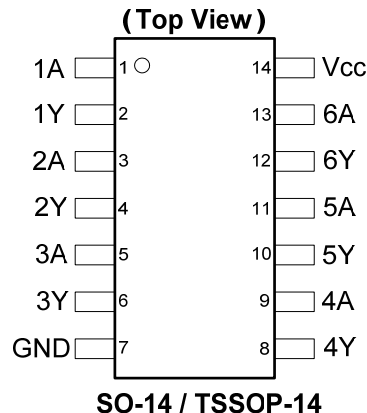 (Top View)
1A 1 14 Vcc
1Y 2 13 6A
2A 3 12 6Y
2Y 4 11 5A
3A 5 10 5Y
3Y 6 9 4A
GND 7 8 4Y
SO-14 / TSSOP-14